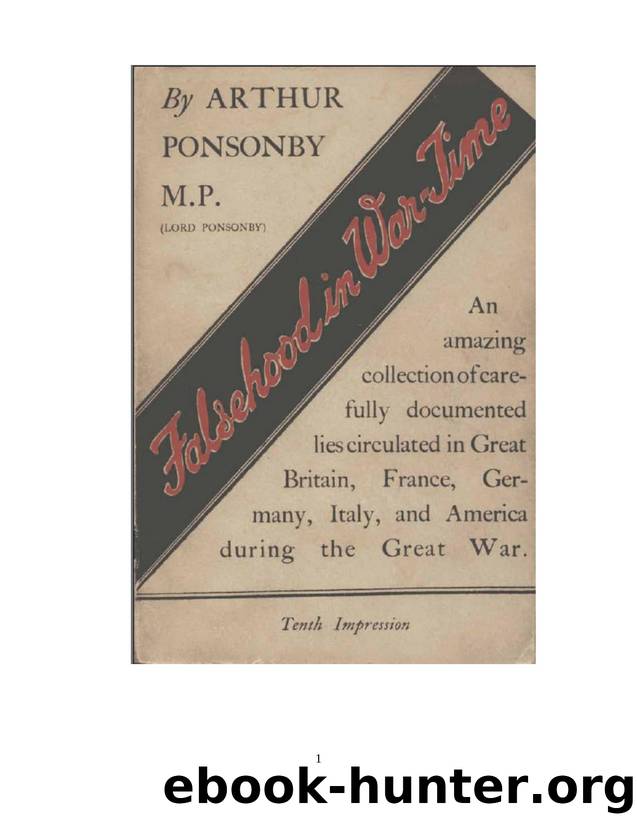 By ARTHUR
PONSONBY
M.P.
(LORD PONSONBY)
Falsehood in War-Time
An
amazing
collection of care-
fully documented
lies circulated in Great
Britain, France, Ger-
many, Italy, and America
during the Great War.
Tenth Impression
1
ebook-hunter.org